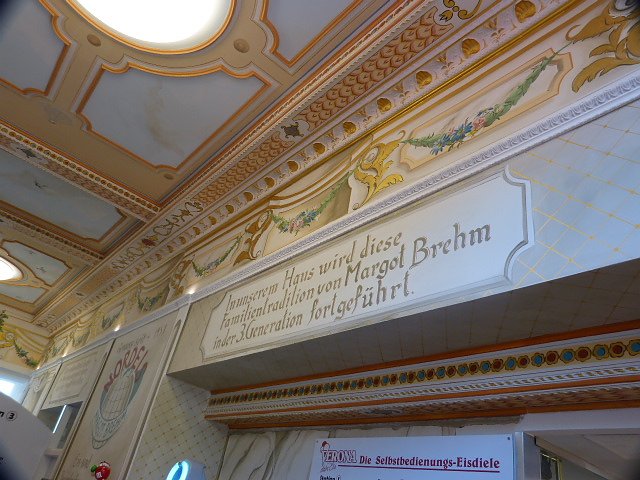 In unserem Haus wird diese
Familientradition von Margot Brehm
in der 3. Generation fortgeführt.
VERONA Die Selbstbedienungs-Eisdiele